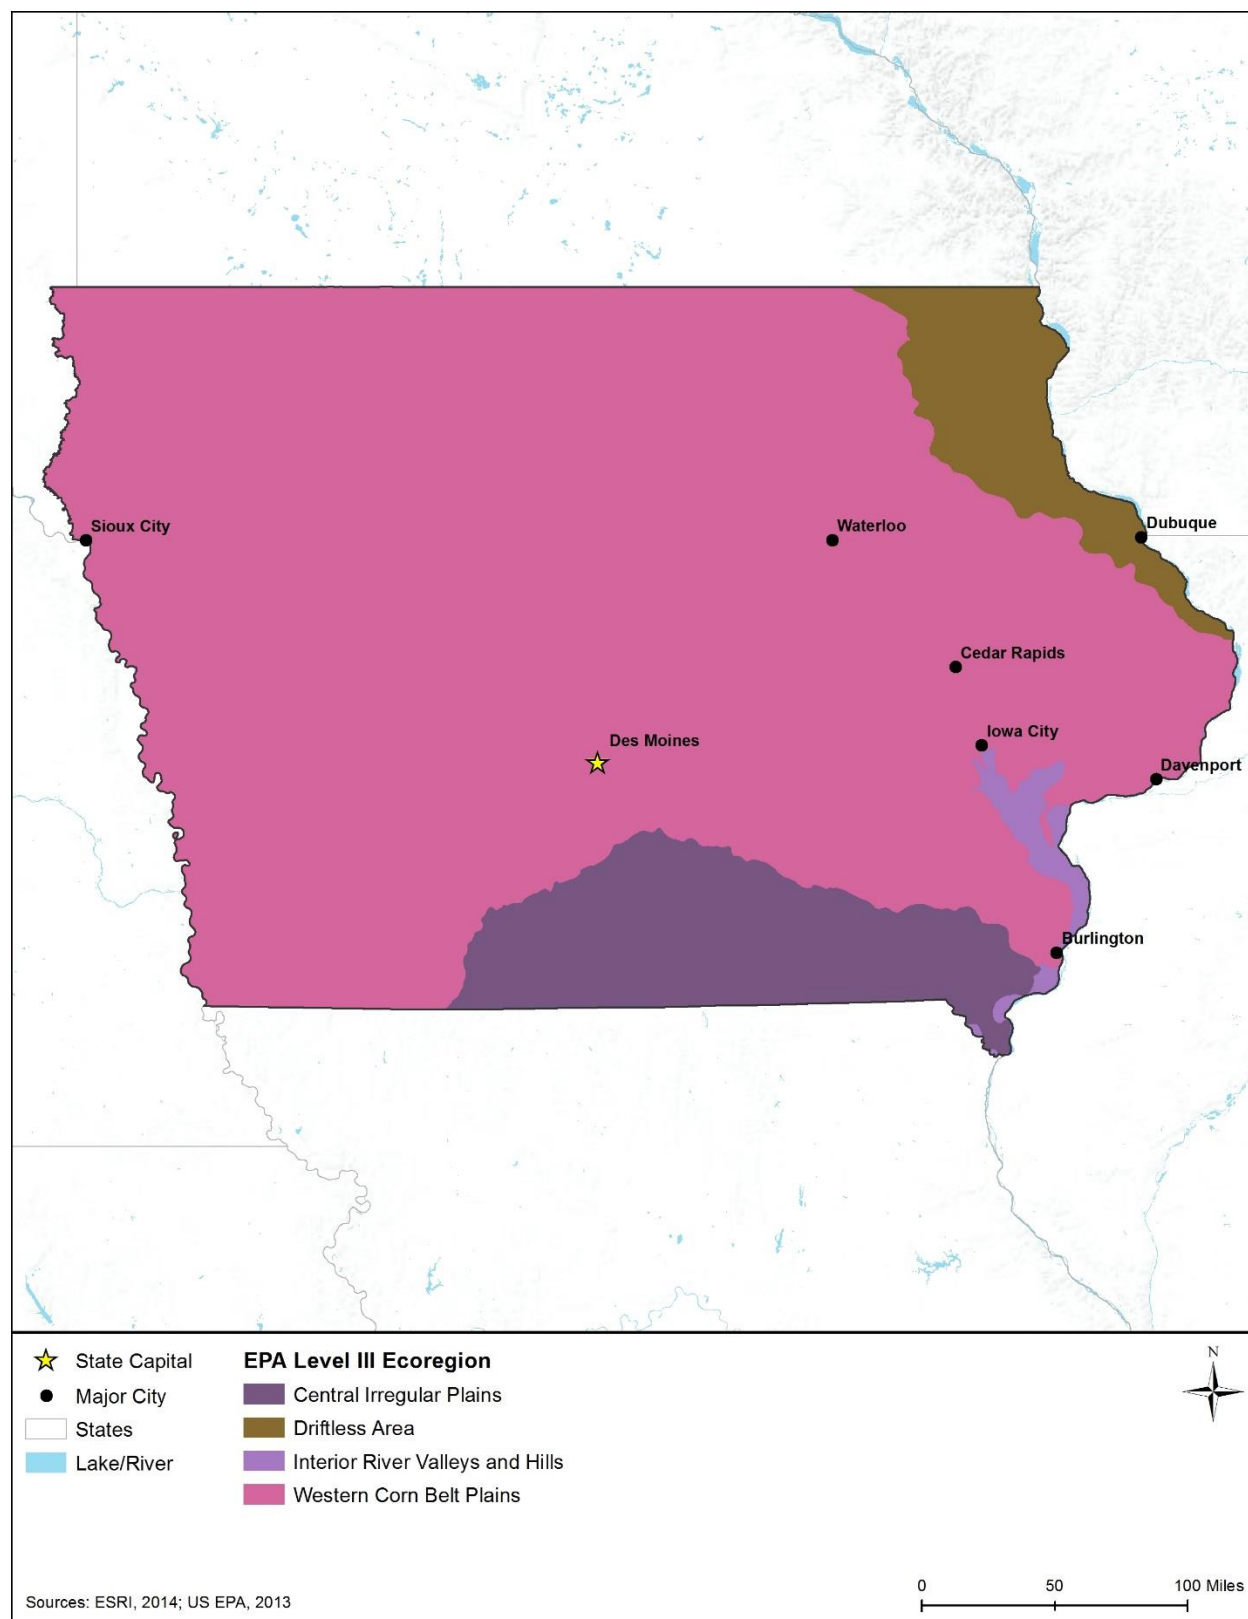 Sioux City
Waterloo
Dubuque
Cedar Rapids
Iowa City
Des Moines
Davenport
Burlington
State Capital
Major City
States
Lake/River
EPA Level III Ecoregion
Central Irregular Plains
Driftless Area
Interior River Valleys and Hills
Western Corn Belt Plains
N
Sources: ESRI, 2014; US EPA, 2013
0 50 100 Miles